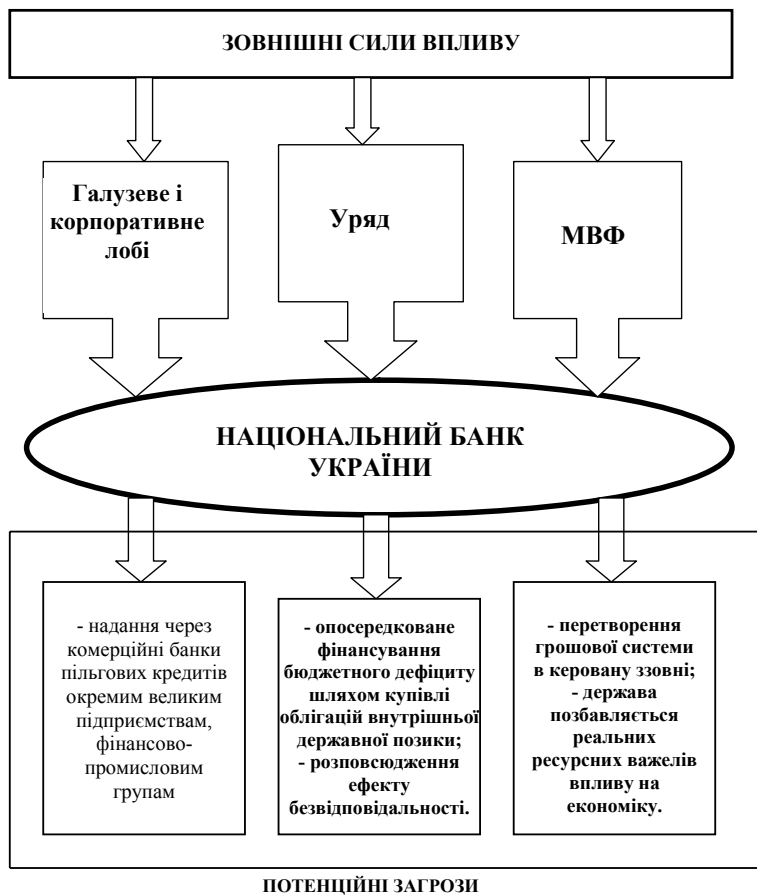 ЗОВНІШНІ СИЛИ ВПЛИВУ
Галузеве і
корпоративне
лобі
Уряд
МВФ
НАЦІОНАЛЬНИЙ БАНК
УКРАЇНИ
- надання через
комерційні банки
пільгових кредитів
окремим великим
підприємствам,
фінансово-
промисловим
групам
- опосередковане
фінансування
бюджетного дефіциту
шляхом купівлі
облігацій внутрішньої
державної позики;
- розповсюдження
ефекту
безвідповідальності.
- перетворення
грошової системи
в керовану ззовні;
- держава
позбавляється
реальних
ресурсних важелів
впливу на
економіку.
ПОТЕНЦІЙНІ ЗАГРОЗИ